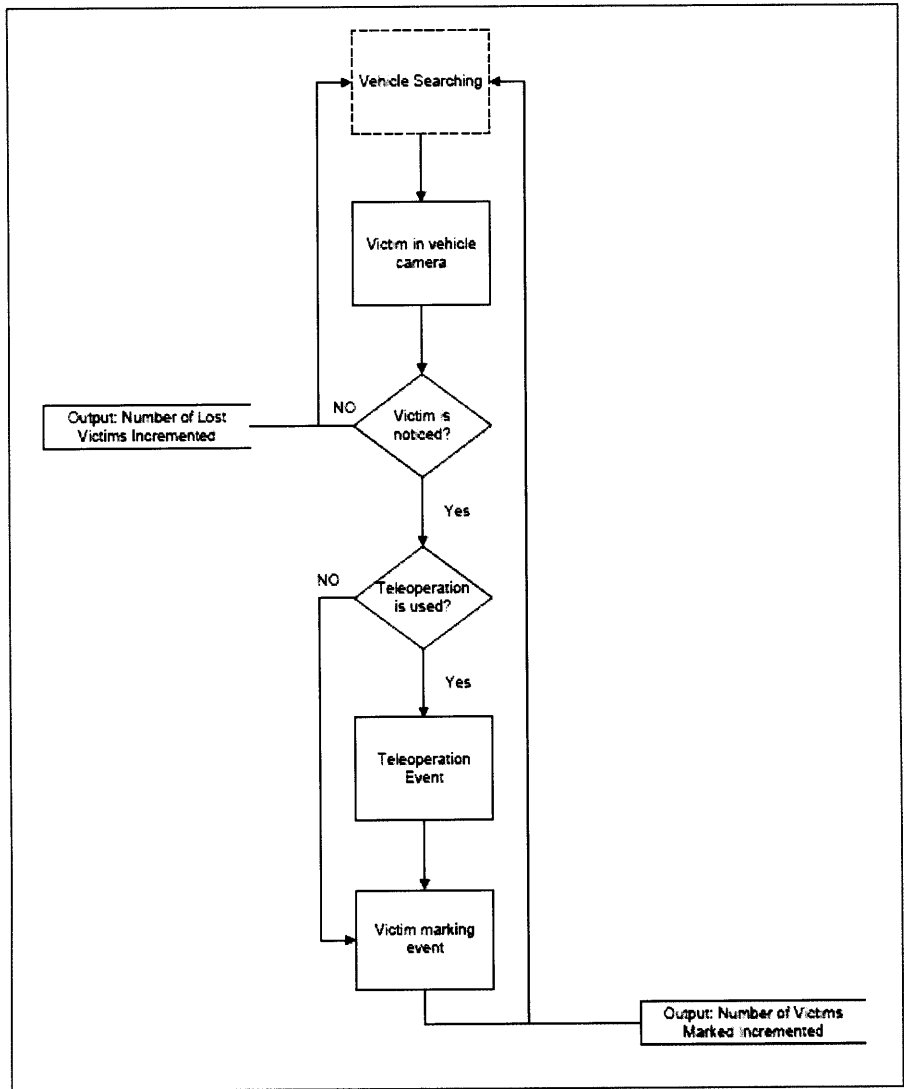 Vehicle Searching
Victim in vehicle
camera
NO
Victim is
noticed?
Output: Number of Lost
Victims Incremented
Yes
NO
Teleoperation
is used?
Yes
Teleoperation
Event
Victim marking
event
Output: Number of Victims
Marked Incremented